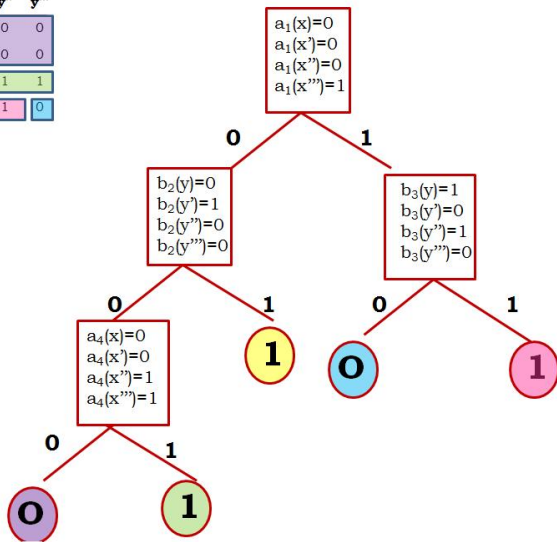 0 0
0 0
1 1
1 0
a₁(x)=0
a₁(x')=0
a₁(x'')=0
a₁(x''')=1
0 1
b₂(y)=0
b₂(y')=1
b₂(y'')=0
b₂(y''')=0
b₃(y)=1
b₃(y')=0
b₃(y'')=1
b₃(y''')=0
0 1 0 1
a₄(x)=0
a₄(x')=0
a₄(x'')=1
a₄(x''')=1
1 0 1
0 1
0 1